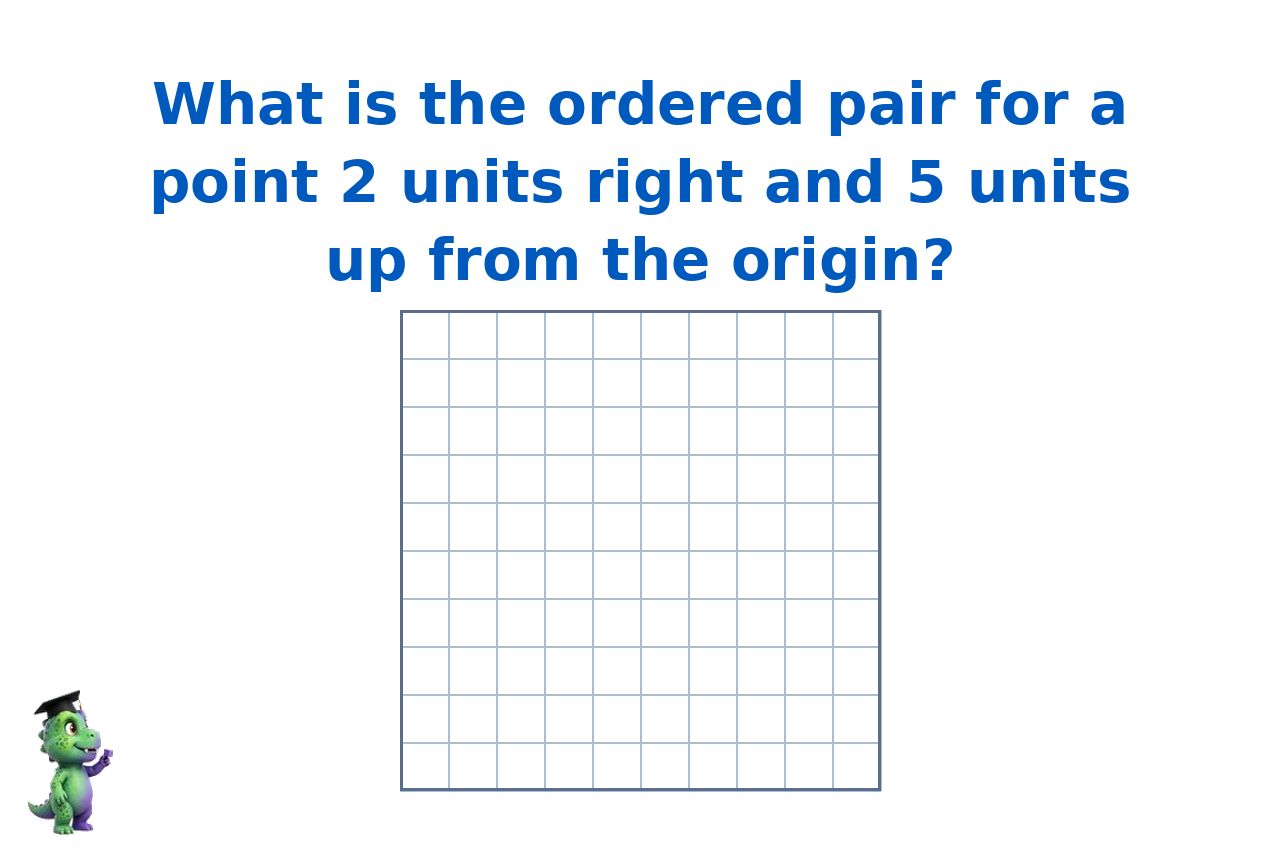 What is the ordered pair for a
point 2 units right and 5 units
up from the origin?